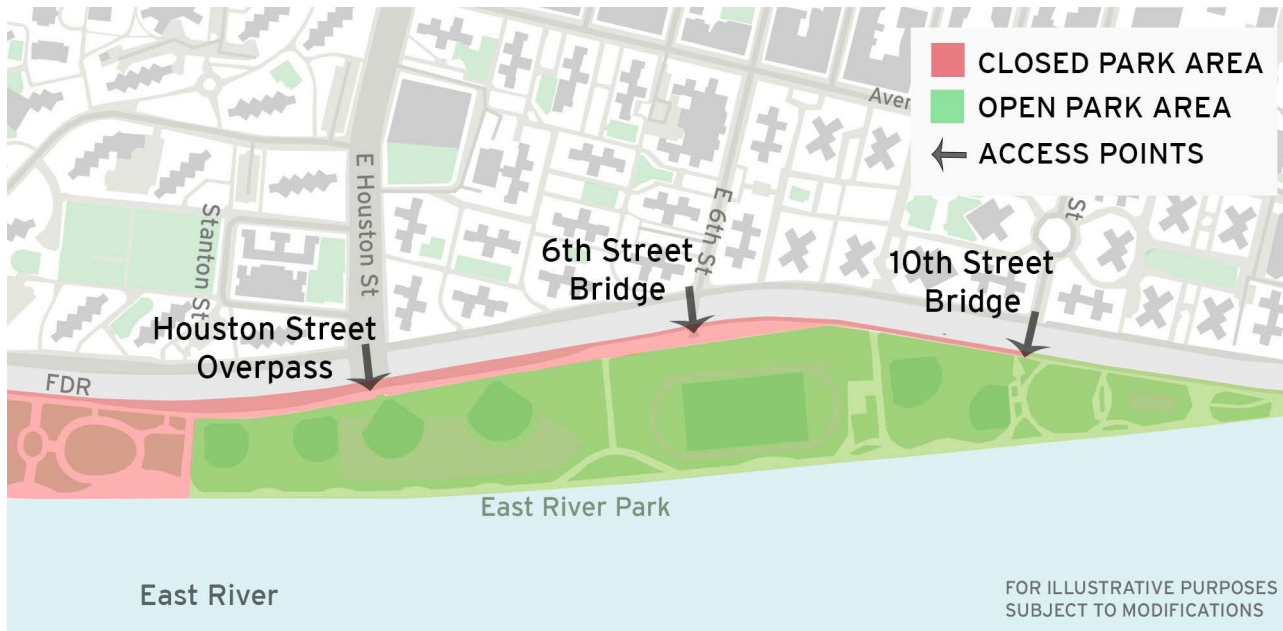 CLOSED PARK AREA
OPEN PARK AREA
ACCESS POINTS
E Houston St
Stanton St
E 6th St
St
6th Street
Bridge
10th Street
Bridge
Houston Street
Overpass
FDR
East River Park
East River
FOR ILLUSTRATIVE PURPOSES
SUBJECT TO MODIFICATIONS